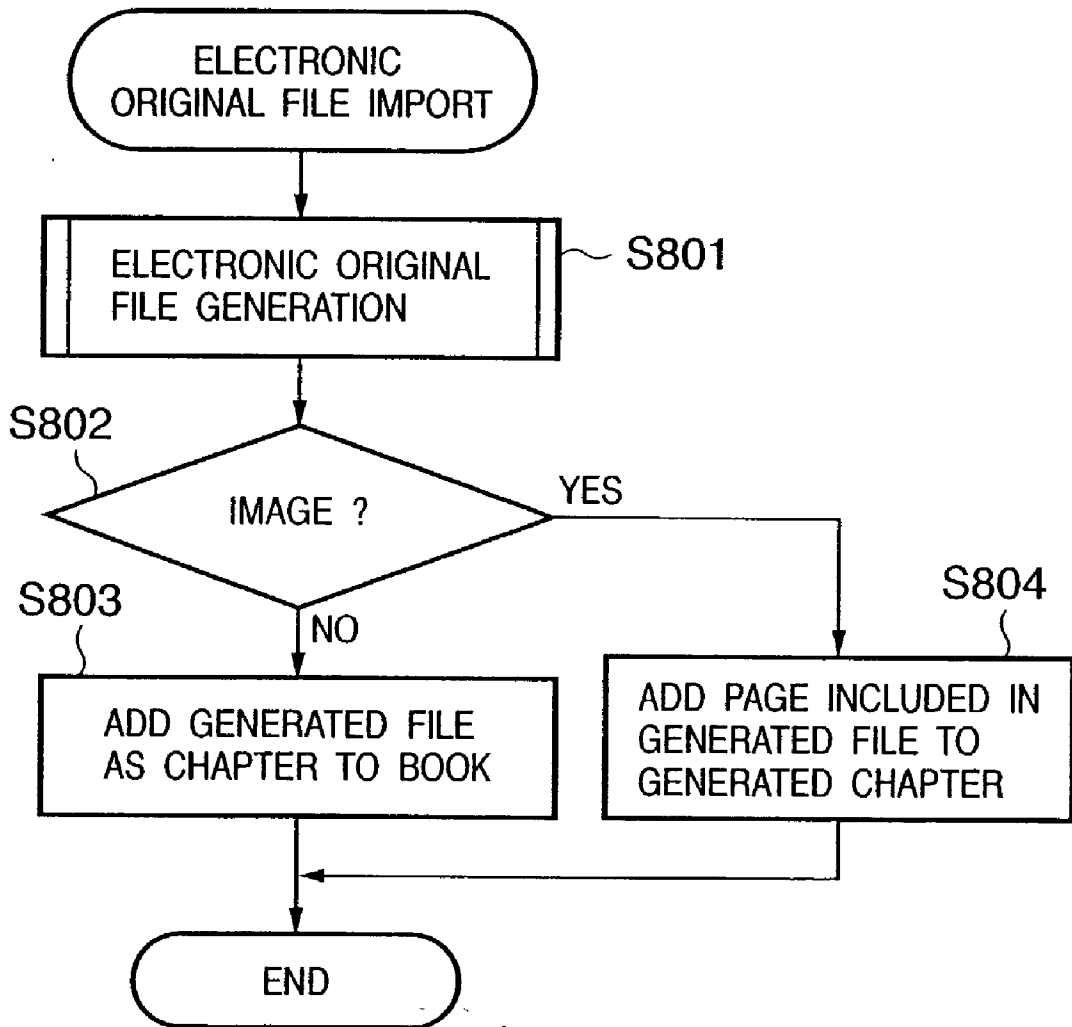 ELECTRONIC
ORIGINAL FILE IMPORT
ELECTRONIC ORIGINAL
FILE GENERATION
S801
S802
IMAGE ?
YES
NO
S803
ADD GENERATED FILE
AS CHAPTER TO BOOK
S804
ADD PAGE INCLUDED IN
GENERATED FILE TO
GENERATED CHAPTER
END